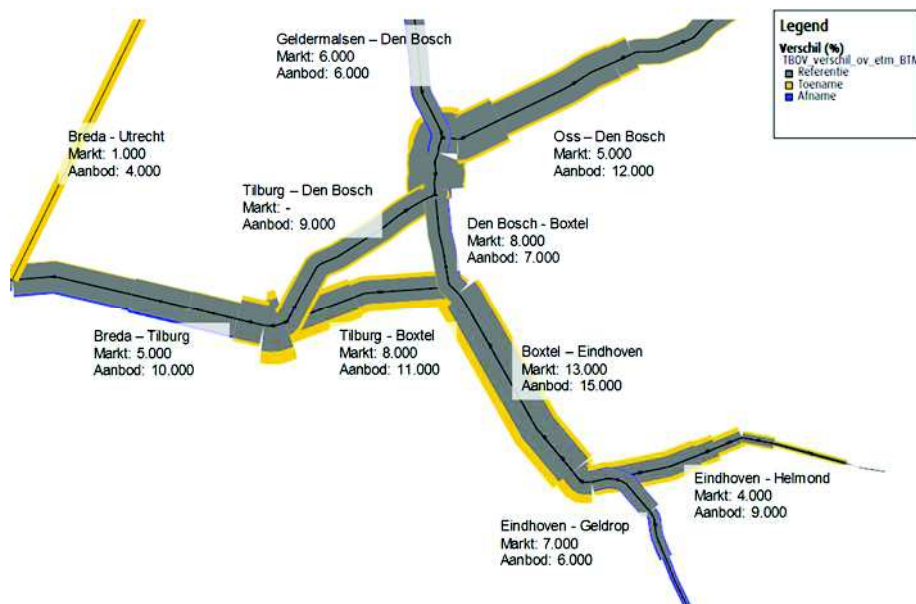 Legend
Verschil (%)
TBOV_verschil_ov_etm_BTM
Referentie
Toename
Afname
Geldermalsen – Den Bosch
Markt: 6.000
Aanbod: 6.000
Breda - Utrecht
Markt: 1.000
Aanbod: 4.000
Oss – Den Bosch
Markt: 5.000
Aanbod: 12.000
Tilburg – Den Bosch
Markt: -
Aanbod: 9.000
Den Bosch - Boxtel
Markt: 8.000
Aanbod: 7.000
Breda – Tilburg
Markt: 5.000
Aanbod: 10.000
Tilburg - Boxtel
Markt: 8.000
Aanbod: 11.000
Boxtel – Eindhoven
Markt: 13.000
Aanbod: 15.000
Eindhoven - Helmond
Markt: 4.000
Aanbod: 9.000
Eindhoven - Geldrop
Markt: 7.000
Aanbod: 6.000